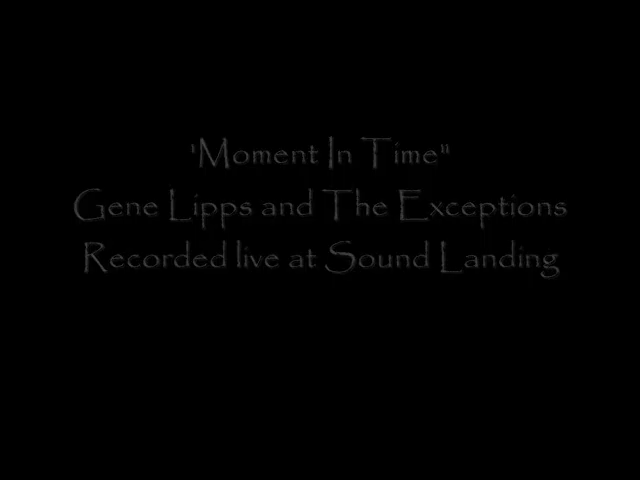 'Moment In Time"
Gene Lipps and The Exceptions
Recorded live at Sound Landing